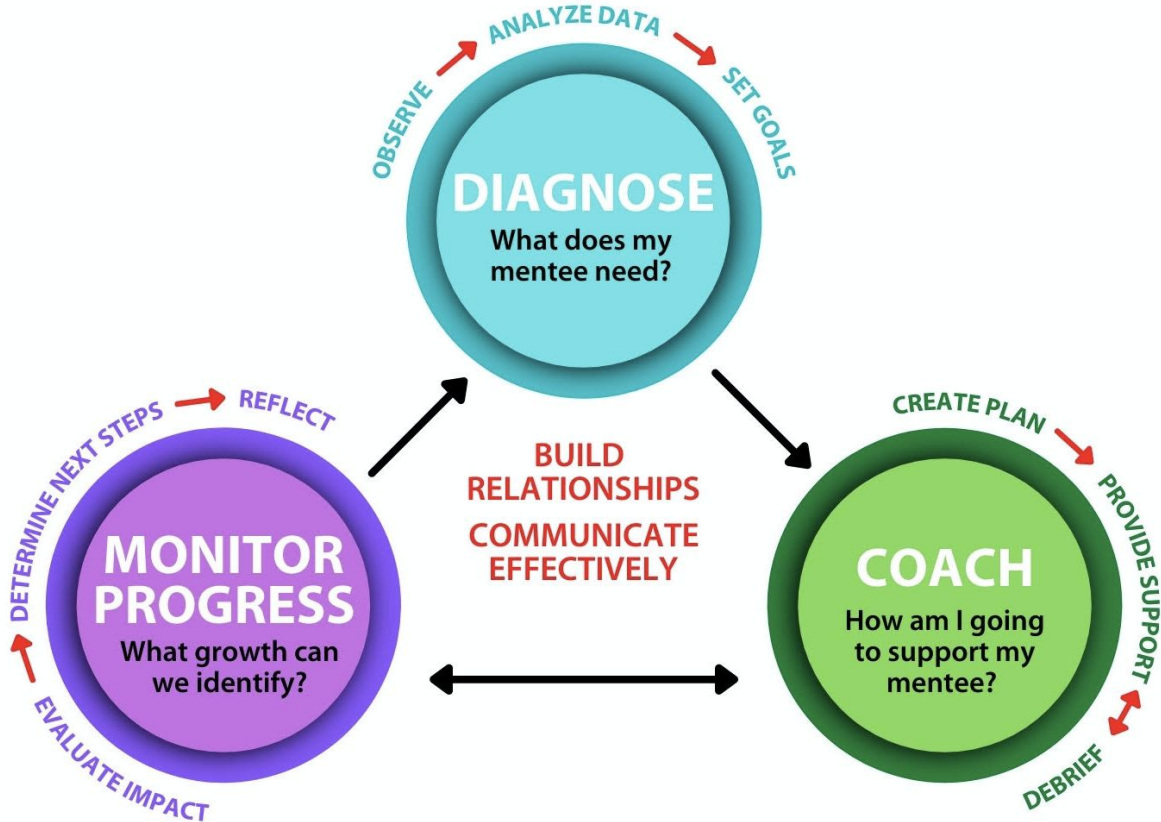 OBSERVE
ANALYZE DATA
SET GOALS
DIAGNOSE
What does my
mentee need?
BUILD
RELATIONSHIPS
COMMUNICATE
EFFECTIVELY
EVALUATE IMPACT
DETERMINE NEXT STEPS
REFLECT
MONITOR
PROGRESS
What growth can
we identify?
CREATE PLAN
PROVIDE SUPPORT
DEBRIEF
COACH
How am I going
to support my
mentee?